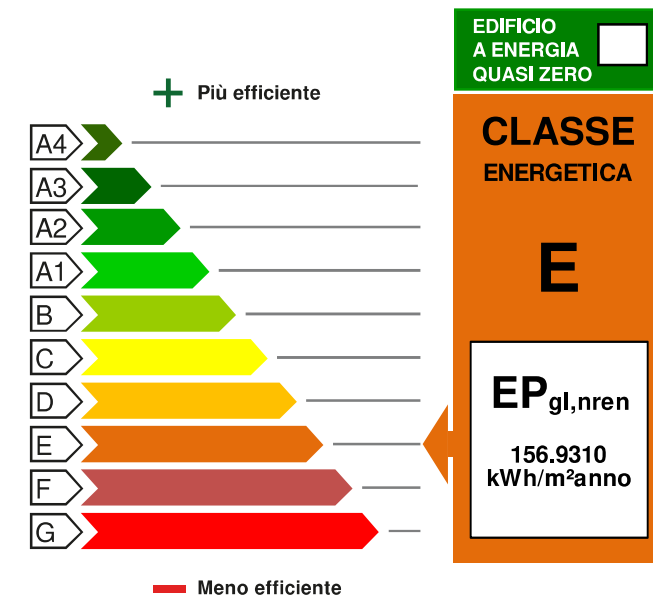 EDIFICIO
A ENERGIA
QUASI ZERO
Più efficiente
A4
A3
A2
A1
B
C
D
E
F
G
Meno efficiente
CLASSE
ENERGETICA
E
EPgl,nren
156.9310
kWh/m²anno